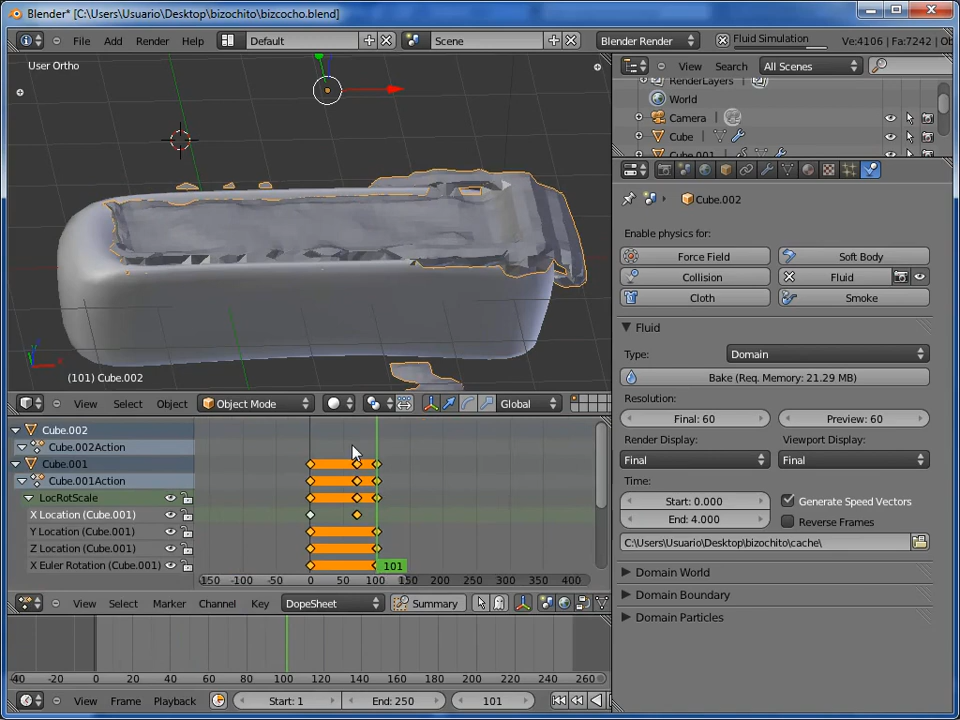 Blender* [C:\Users\Usuario\Desktop\bizochito\bizcocho.blend]
File Add Render Help Default Scene Blender Render Fluid Simulation Ve:4106 | Fa:7242 | Ob
User Ortho
View Search All Scenes
RenderLayers
World
Camera
Cube
Cube.001
Cube.002
Enable physics for:
Force Field Soft Body
Collision Fluid
Cloth Smoke
Fluid
Type: Domain
Bake (Req. Memory: 21.29 MB)
Resolution:
Final: 60 Preview: 60
Render Display: Viewport Display:
Final Final
Time:
Start: 0.000 Generate Speed Vectors
End: 4.000 Reverse Frames
C:\Users\Usuario\Desktop\bizochito\cache\
Domain World
Domain Boundary
Domain Particles
(101) Cube.002
View Select Object Object Mode Global
Cube.002
Cube.002Action
Cube.001
Cube.001Action
LocRotScale
X Location (Cube.001)
Y Location (Cube.001)
Z Location (Cube.001)
X Euler Rotation (Cube.001) 101
-150 -100 -50 0 50 100 150 200 250 300 350 400
View Select Marker Channel Key DopeSheet Summary
-40 -20 0 20 40 60 80 100 120 140 160 180 200 220 240 260
View Frame Playback Start: 1 End: 250 101